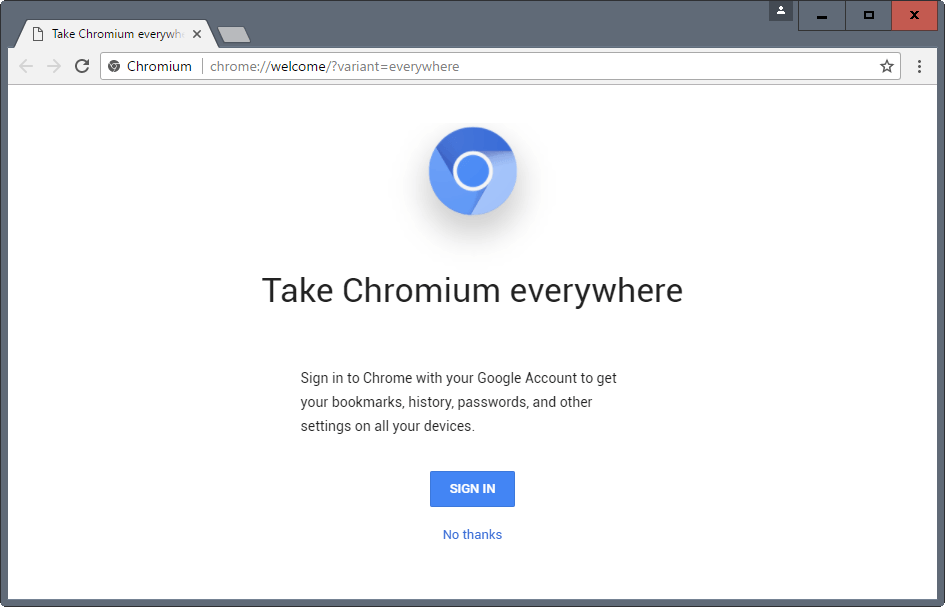 Take Chromium everywh
Chromium chrome://welcome/?variant=everywhere
Take Chromium everywhere
Sign in to Chrome with your Google Account to get
your bookmarks, history, passwords, and other
settings on all your devices.
SIGN IN
No thanks